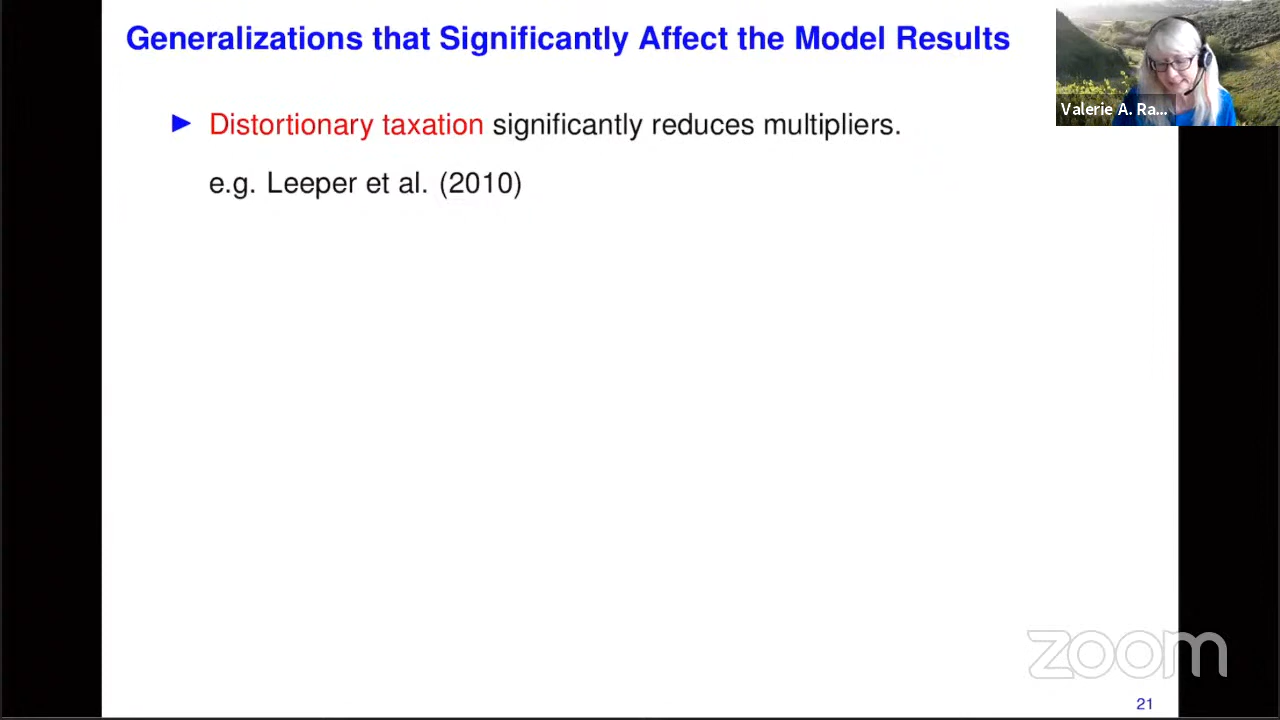 Generalizations that Significantly Affect the Model Results
Valerie A. Ra...
► Distortionary taxation significantly reduces multipliers.
e.g. Leeper et al. (2010)
zoom
21